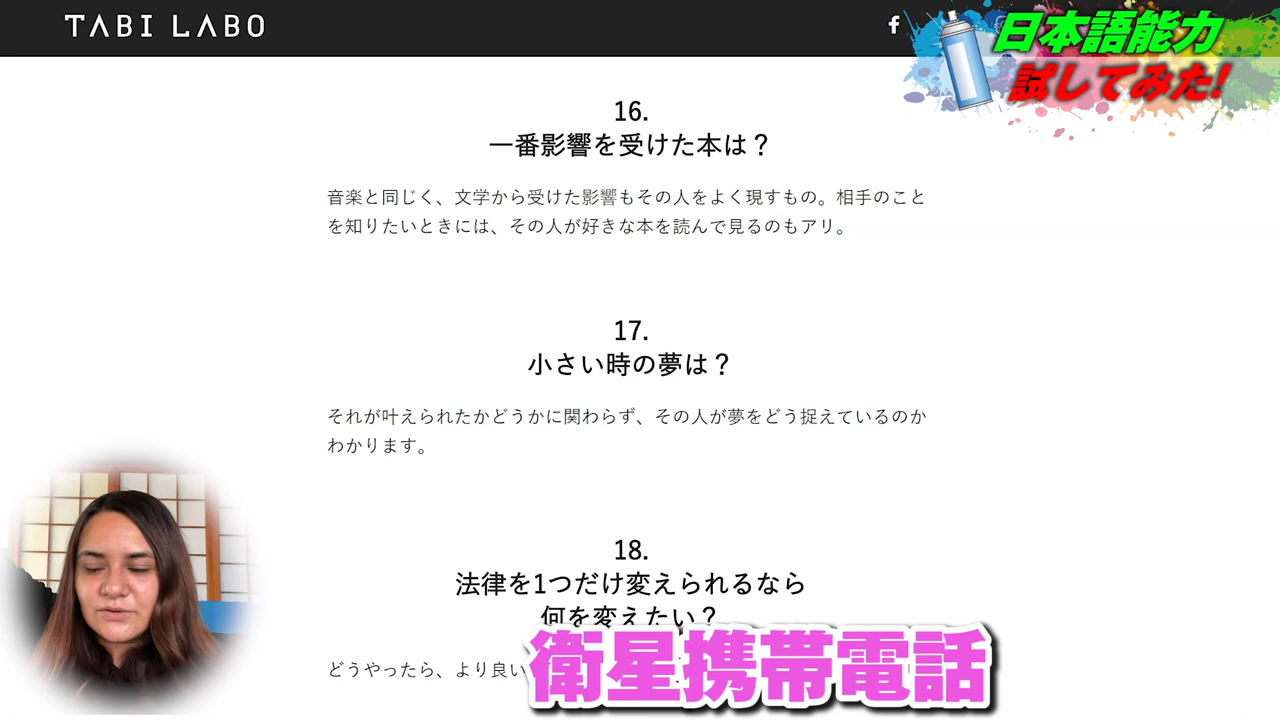 TABI LABO
日本語能力
試してみた!
16.
一番影響を受けた本は？
音楽と同じく、文学から受けた影響もその人をよく現すもの。相手のこと
を知りたいときには、その人が好きな本を読んで見るのもアリ。
17.
小さい時の夢は？
それが叶えられたかどうかに関わらず、その人が夢をどう捉えているのか
わかります。
18.
法律を1つだけ変えられるなら
何を変えたい？
どうやったら、より良い
衛星携帯電話